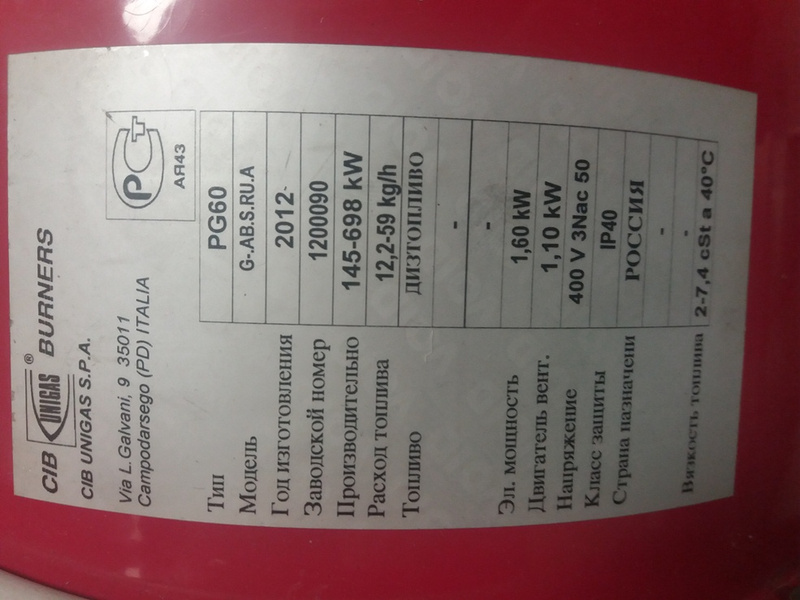 CIB UNIGAS® BURNERS
CIB UNIGAS S.P.A.
Via L.Galvani, 9 35011
Campodarsego (PD) ITALIA
РСТ
АЯ43
Тип PG60
Модель G-.AB.S.RU.A
Год изготовления 2012
Заводской номер 1200090
Производительно 145-698 kW
Расход топлива 12,2-59 kg/h
Топливо ДИЗТОПЛИВО
-
-
Эл. мощность 1,60 kW
Двигатель вент. 1,10 kW
Напряжение 400 V 3Nac 50
Класс защиты IP40
Страна назначени РОССИЯ
-
-
Вязкость топлива 2-7,4 cSt a 40°C